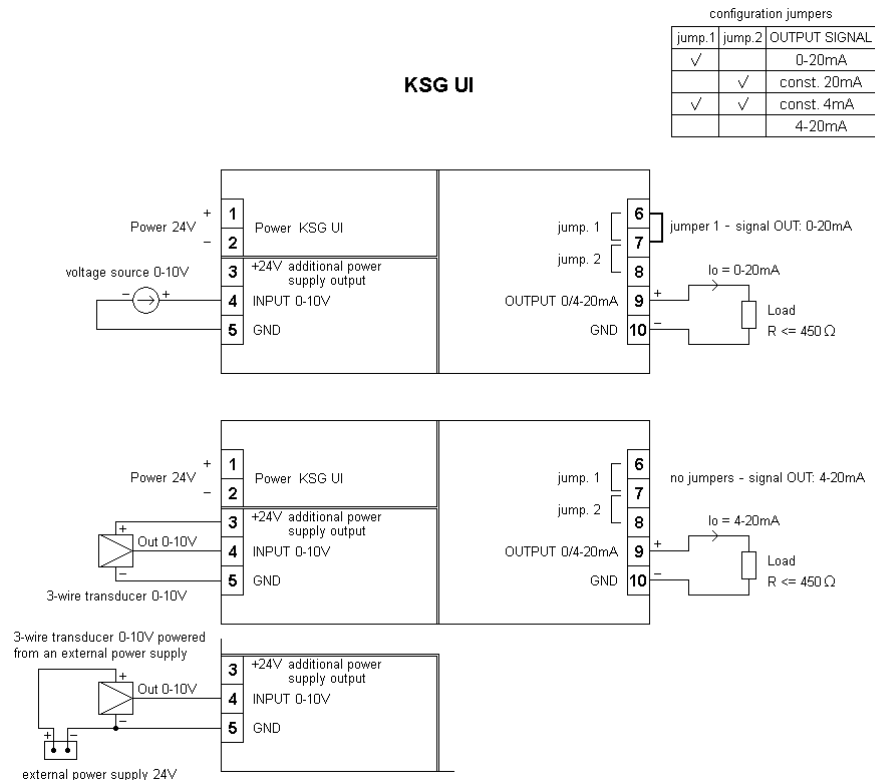 configuration jumpers
jump.1 jump.2 OUTPUT SIGNAL
√ 0-20mA
√ const. 20mA
√ √ const. 4mA
4-20mA
KSG UI
Power 24V + −
1
2
Power KSG UI
voltage source 0-10V
− +
3 +24V additional power
supply output
4 INPUT 0-10V
5 GND
jump. 1
jump. 2
6
7
8
jumper 1 - signal OUT: 0-20mA
Io = 0-20mA
OUTPUT 0/4-20mA 9 +
GND 10 −
Load
R <= 450 Ω
Power 24V + −
1
2
Power KSG UI
3 +24V additional power
supply output
+
Out 0-10V
4 INPUT 0-10V
−
5 GND
3-wire transducer 0-10V
jump. 1
jump. 2
6
7
8
no jumpers - signal OUT: 4-20mA
Io = 4-20mA
OUTPUT 0/4-20mA 9 +
GND 10 −
Load
R <= 450 Ω
3-wire transducer 0-10V powered
from an external power supply
3 +24V additional power
supply output
+
Out 0-10V
4 INPUT 0-10V
−
5 GND
+ −
external power supply 24V